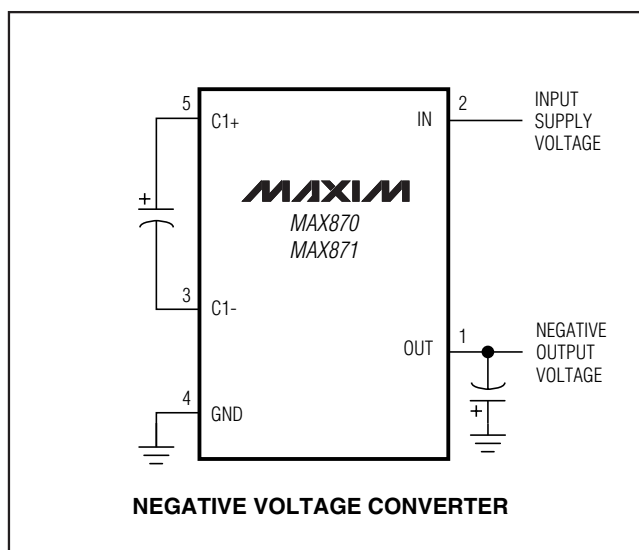 5
C1+
IN
2
INPUT
SUPPLY
VOLTAGE
+
MAXIM
MAX870
MAX871
3
C1-
OUT
1
NEGATIVE
OUTPUT
VOLTAGE
4
GND
+
NEGATIVE VOLTAGE CONVERTER